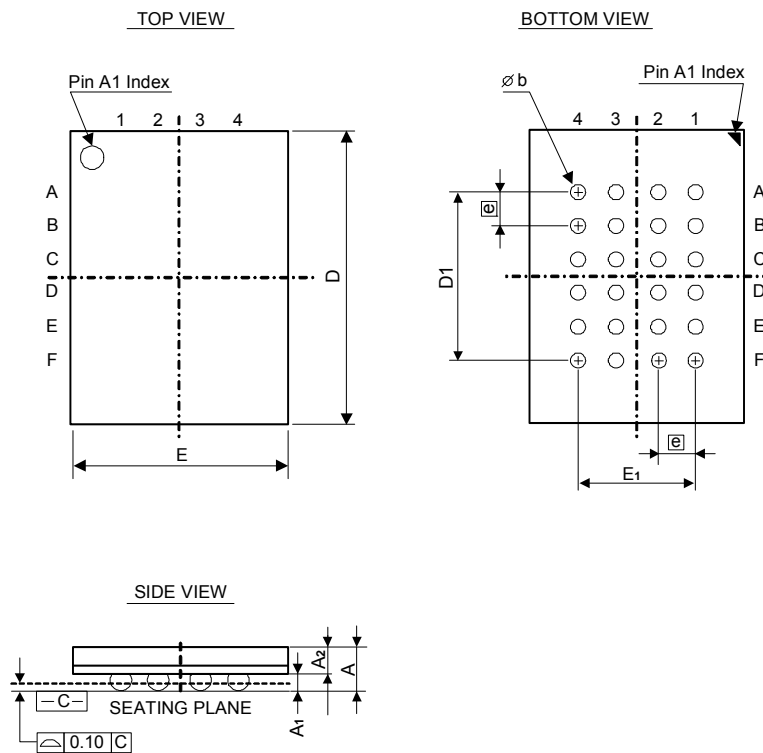 TOP VIEW
Pin A1 Index
1 2 3 4
A
B
C
D
E
F
D
E
BOTTOM VIEW
Pin A1 Index
⌀ b
4 3 2 1
A
B
C
D
E
F
e
D1
e
E1
SIDE VIEW
A2
A
A1
–C–
SEATING PLANE
⌓ 0.10 C